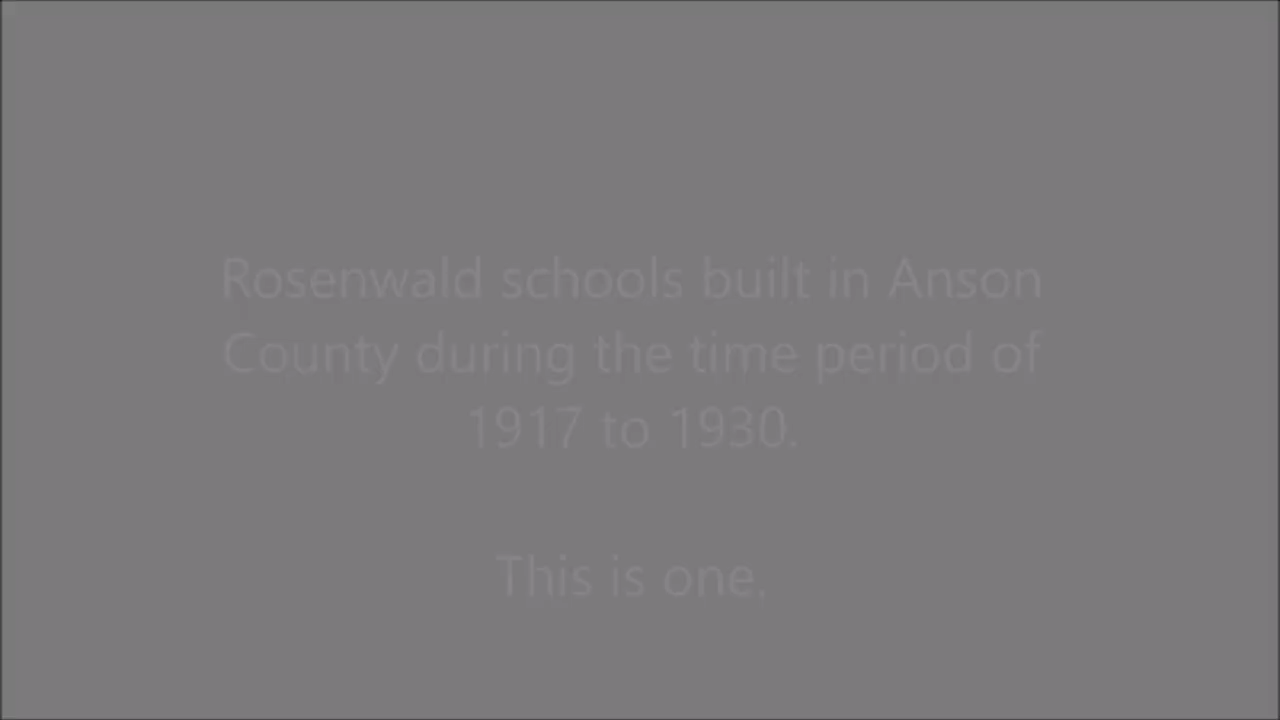 Rosenwald schools built in Anson
County during the time period of
1917 to 1930.
This is one.